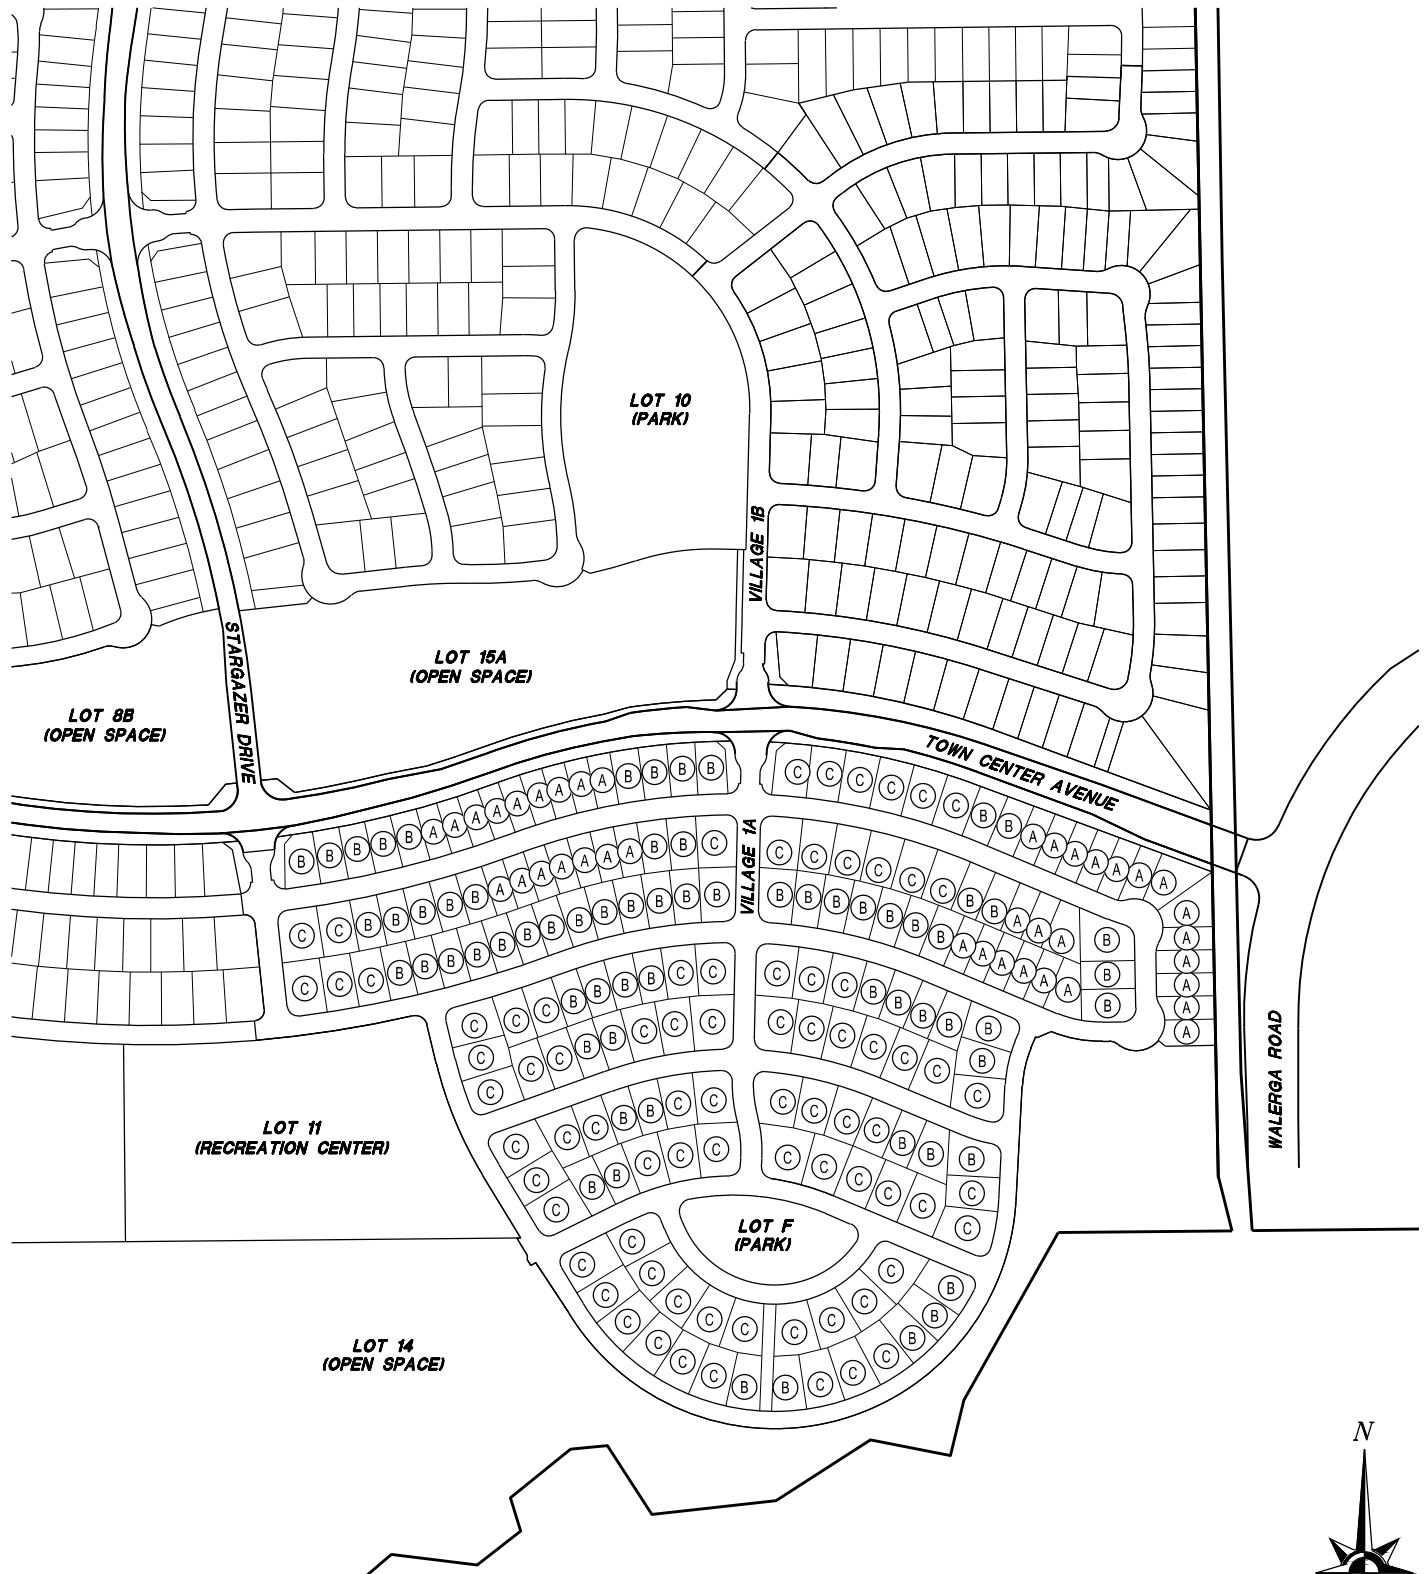 LOT 10
(PARK)
VILLAGE 1B
STARGAZER DRIVE
LOT 15A
(OPEN SPACE)
LOT 8B
(OPEN SPACE)
TOWN CENTER AVENUE
B B B B B A A A A A A A A B B B B
C C C C C C B B A A A A A A A
VILLAGE 1A
C C B B B B B A A A A A A B B C
C C C B B B B B B B B B B B B B
C C C C C C B B A A A
B B B B B B B A A A A A A
B
B
B
A
A
A
A
A
A
C C C B B B B C C
C
C
C C B B C C C
C C C B B B B B
C C C C C C
B
C
WALERGA ROAD
LOT 11
(RECREATION CENTER)
C C C B B C C
C
C
B B C C C
C C C C B B B
C C C C C
C
C
LOT F
(PARK)
C C C C C
C C C C C C B
C C C C
B B B C C C B
LOT 14
(OPEN SPACE)
N